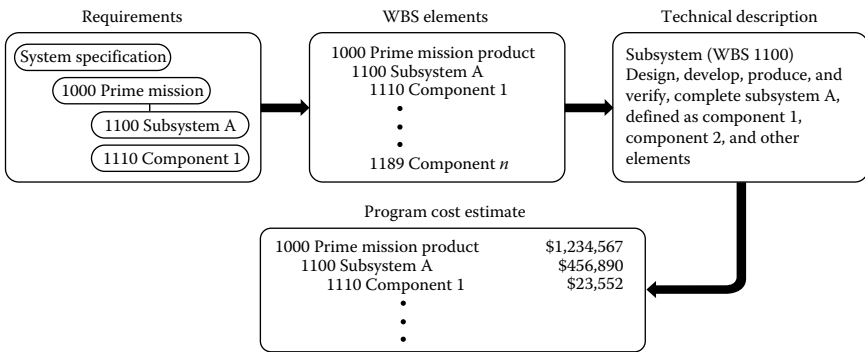 Requirements
System specification
1000 Prime mission
1100 Subsystem A
1110 Component 1
WBS elements
1000 Prime mission product
1100 Subsystem A
1110 Component 1
•
•
•
1189 Component n
Technical description
Subsystem (WBS 1100)
Design, develop, produce, and
verify, complete subsystem A,
defined as component 1,
component 2, and other
elements
Program cost estimate
1000 Prime mission product $1,234,567
1100 Subsystem A $456,890
1110 Component 1 $23,552
•
•
•